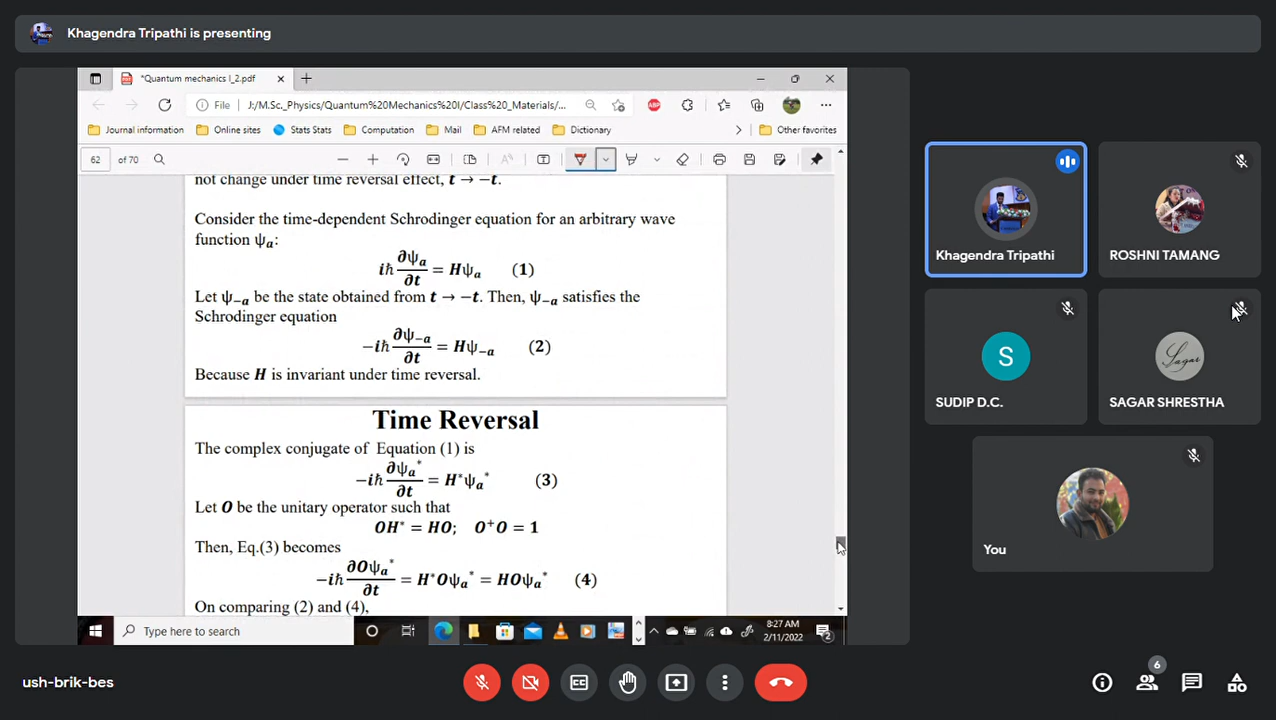 Khagendra Tripathi is presenting
*Quantum mechanics I_2.pdf
File J:/M.Sc._Physics/Quantum%20Mechanics%20I/Class%20_Materials/...
Journal information Online sites Stats Stats Computation Mail AFM related Dictionary Other favorites
62 of 70
not change under time reversal effect, t → −t.
Consider the time-dependent Schrodinger equation for an arbitrary wave
function ψₐ:
iħ ∂ψₐ/∂t = Hψₐ (1)
Let ψ₋ₐ be the state obtained from t → −t. Then, ψ₋ₐ satisfies the
Schrodinger equation
−iħ ∂ψ₋ₐ/∂t = Hψ₋ₐ (2)
Because H is invariant under time reversal.
Time Reversal
The complex conjugate of Equation (1) is
−iħ ∂ψₐ*/∂t = H*ψₐ* (3)
Let O be the unitary operator such that
OH* = HO; O⁺O = 1
Then, Eq.(3) becomes
−iħ ∂Oψₐ*/∂t = H*Oψₐ* = HOψₐ* (4)
On comparing (2) and (4),
Type here to search
8:27 AM
2/11/2022
2
Khagendra Tripathi
ROSHNI TAMANG
S
SUDIP D.C.
Sagar
SAGAR SHRESTHA
You
ush-brik-bes
CC
6